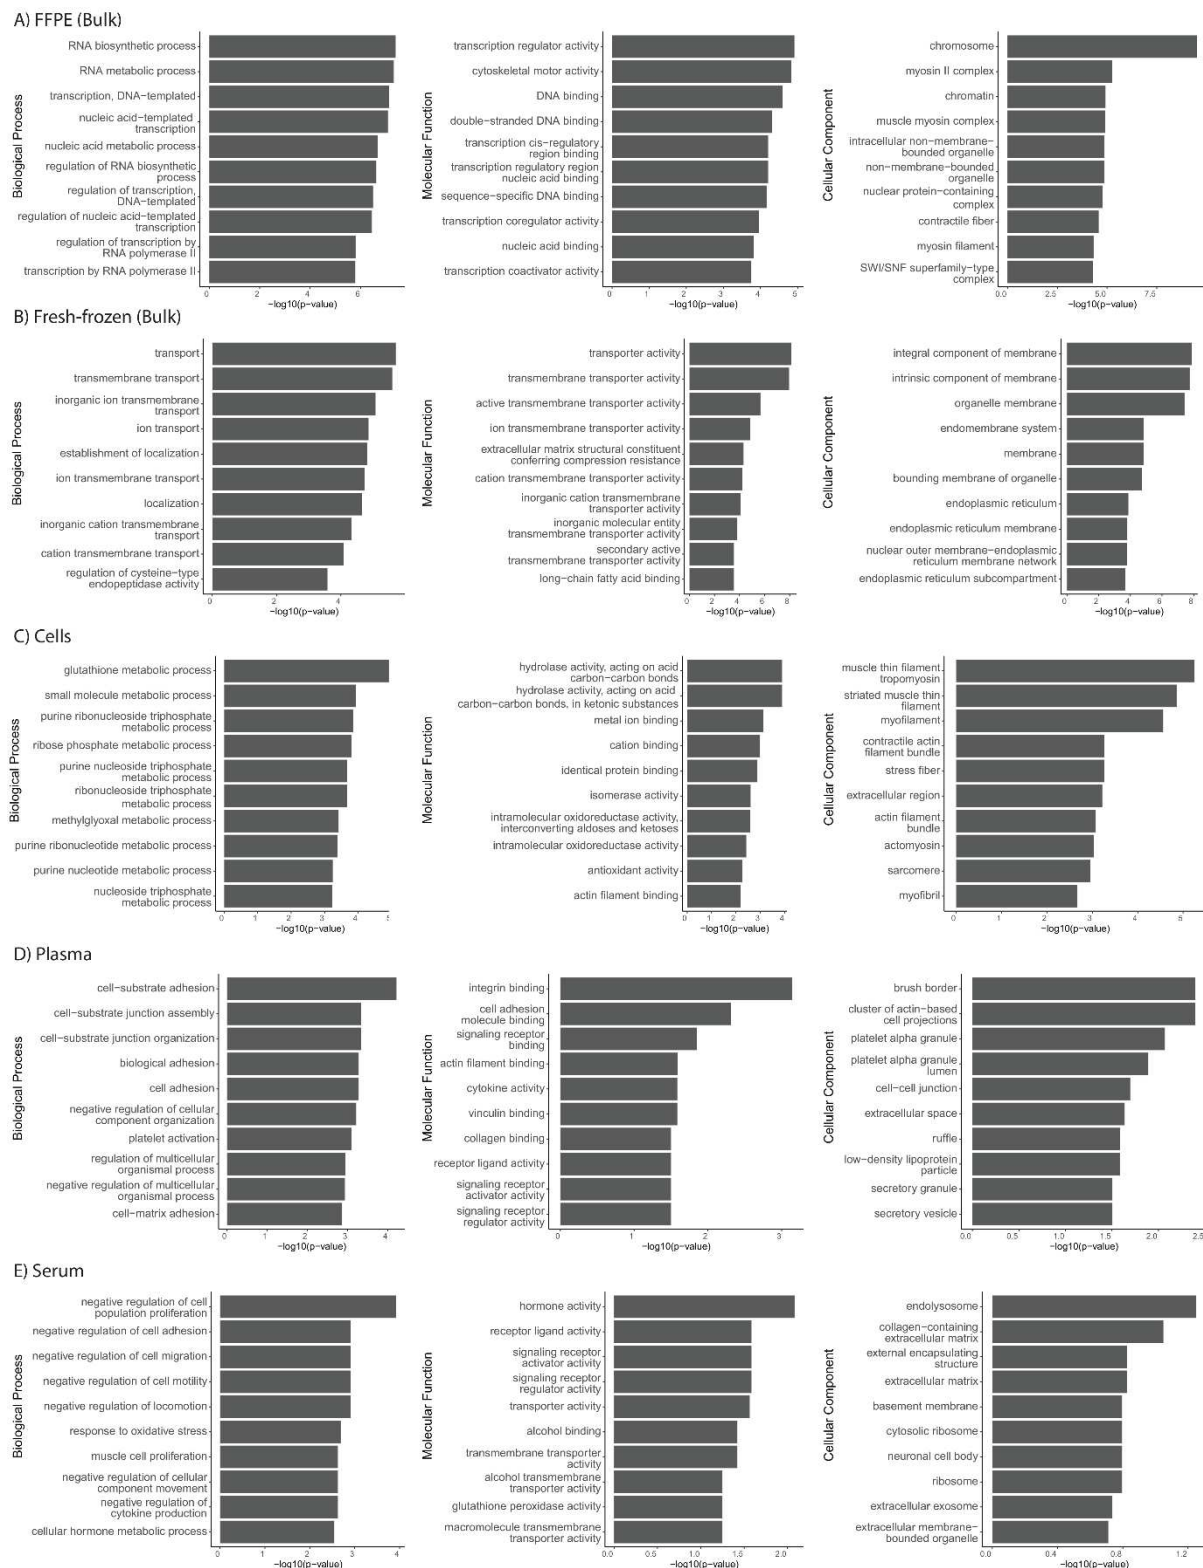 A) FFPE (Bulk)
Biological Process
RNA biosynthetic process
RNA metabolic process
transcription, DNA−templated
nucleic acid−templated
transcription
nucleic acid metabolic process
regulation of RNA biosynthetic
process
regulation of transcription,
DNA−templated
regulation of nucleic acid−templated
transcription
regulation of transcription by
RNA polymerase II
transcription by RNA polymerase II
0 2 4 6
−log10(p−value)
Molecular Function
transcription regulator activity
cytoskeletal motor activity
DNA binding
double−stranded DNA binding
transcription cis−regulatory
region binding
transcription regulatory region
nucleic acid binding
sequence−specific DNA binding
transcription coregulator activity
nucleic acid binding
transcription coactivator activity
0 1 2 3 4 5
−log10(p−value)
Cellular Component
chromosome
myosin II complex
chromatin
muscle myosin complex
intracellular non−membrane−
bounded organelle
non−membrane−bounded
organelle
nuclear protein−containing
complex
contractile fiber
myosin filament
SWI/SNF superfamily−type
complex
0.0 2.5 5.0 7.5
−log10(p−value)
B) Fresh-frozen (Bulk)
Biological Process
transport
transmembrane transport
inorganic ion transmembrane
transport
ion transport
establishment of localization
ion transmembrane transport
localization
inorganic cation transmembrane
transport
cation transmembrane transport
regulation of cysteine−type
endopeptidase activity
0 2 4
−log10(p−value)
Molecular Function
transporter activity
transmembrane transporter activity
active transmembrane transporter activity
ion transmembrane transporter activity
extracellular matrix structural constituent
conferring compression resistance
cation transmembrane transporter activity
inorganic cation transmembrane
transporter activity
inorganic molecular entity
transmembrane transporter activity
secondary active
transmembrane transporter activity
long−chain fatty acid binding
0 2 4 6 8
−log10(p−value)
Cellular Component
integral component of membrane
intrinsic component of membrane
organelle membrane
endomembrane system
membrane
bounding membrane of organelle
endoplasmic reticulum
endoplasmic reticulum membrane
nuclear outer membrane−endoplasmic
reticulum membrane network
endoplasmic reticulum subcompartment
0 2 4 6 8
−log10(p−value)
C) Cells
Biological Process
glutathione metabolic process
small molecule metabolic process
purine ribonucleoside triphosphate
metabolic process
ribose phosphate metabolic process
purine nucleoside triphosphate
metabolic process
ribonucleoside triphosphate
metabolic process
methylglyoxal metabolic process
purine ribonucleotide metabolic process
purine nucleotide metabolic process
nucleoside triphosphate
metabolic process
0 1 2 3 4 5
−log10(p−value)
Molecular Function
hydrolase activity, acting on acid
carbon−carbon bonds
hydrolase activity, acting on acid
carbon−carbon bonds, in ketonic substances
metal ion binding
cation binding
identical protein binding
isomerase activity
intramolecular oxidoreductase activity,
interconverting aldoses and ketoses
intramolecular oxidoreductase activity
antioxidant activity
actin filament binding
0 1 2 3 4
−log10(p−value)
Cellular Component
muscle thin filament
tropomyosin
striated muscle thin
filament
myofilament
contractile actin
filament bundle
stress fiber
extracellular region
actin filament
bundle
actomyosin
sarcomere
myofibril
0 1 2 3 4 5
−log10(p−value)
D) Plasma
Biological Process
cell−substrate adhesion
cell−substrate junction assembly
cell−substrate junction organization
biological adhesion
cell adhesion
negative regulation of cellular
component organization
platelet activation
regulation of multicellular
organismal process
negative regulation of multicellular
organismal process
cell−matrix adhesion
0 1 2 3 4
−log10(p−value)
Molecular Function
integrin binding
cell adhesion
molecule binding
signaling receptor
binding
actin filament binding
cytokine activity
vinculin binding
collagen binding
receptor ligand activity
signaling receptor
activator activity
signaling receptor
regulator activity
0 1 2 3
−log10(p−value)
Cellular Component
brush border
cluster of actin−based
cell projections
platelet alpha granule
platelet alpha granule
lumen
cell−cell junction
extracellular space
ruffle
low−density lipoprotein
particle
secretory granule
secretory vesicle
0.0 0.5 1.0 1.5 2.0 2.5
−log10(p−value)
E) Serum
Biological Process
negative regulation of cell
population proliferation
negative regulation of cell adhesion
negative regulation of cell migration
negative regulation of cell motility
negative regulation of locomotion
response to oxidative stress
muscle cell proliferation
negative regulation of cellular
component movement
negative regulation of
cytokine production
cellular hormone metabolic process
0 1 2 3 4
−log10(p−value)
Molecular Function
hormone activity
receptor ligand activity
signaling receptor
activator activity
signaling receptor
regulator activity
transporter activity
alcohol binding
transmembrane transporter
activity
alcohol transmembrane
transporter activity
glutathione peroxidase activity
macromolecule transmembrane
transporter activity
0.0 0.5 1.0 1.5 2.0
−log10(p−value)
Cellular Component
endolysosome
collagen−containing
extracellular matrix
external encapsulating
structure
extracellular matrix
basement membrane
cytosolic ribosome
neuronal cell body
ribosome
extracellular exosome
extracellular membrane−
bounded organelle
0.0 0.4 0.8 1.2
−log10(p−value)